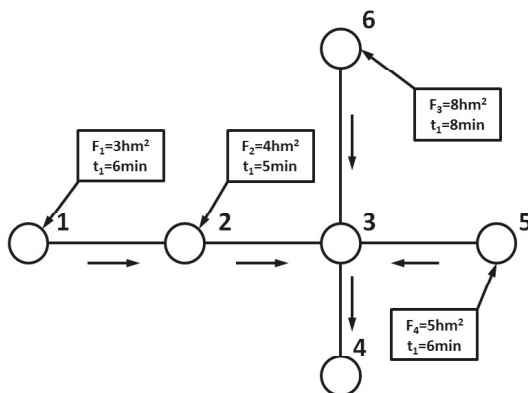 6
F₃=8hm²
t₁=8min
F₁=3hm²
t₁=6min
F₂=4hm²
t₁=5min
1
2
3
5
F₄=5hm²
t₁=6min
4